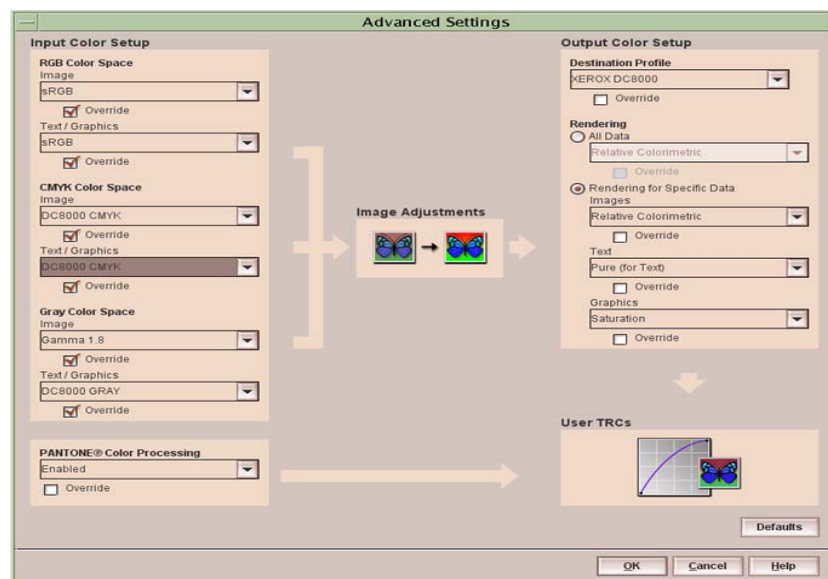 Advanced Settings
Input Color Setup
RGB Color Space
Image
sRGB
Override
Text / Graphics
sRGB
Override
CMYK Color Space
Image
DC8000 CMYK
Override
Text / Graphics
DC8000 CMYK
Override
Gray Color Space
Image
Gamma 1.8
Override
Text / Graphics
DC8000 GRAY
Override
PANTONE® Color Processing
Enabled
Override
Image Adjustments
Output Color Setup
Destination Profile
XEROX DC8000
Override
Rendering
All Data
Relative Colorimetric
Override
Rendering for Specific Data
Images
Relative Colorimetric
Override
Text
Pure (for Text)
Override
Graphics
Saturation
Override
User TRCs
Defaults
OK
Cancel
Help